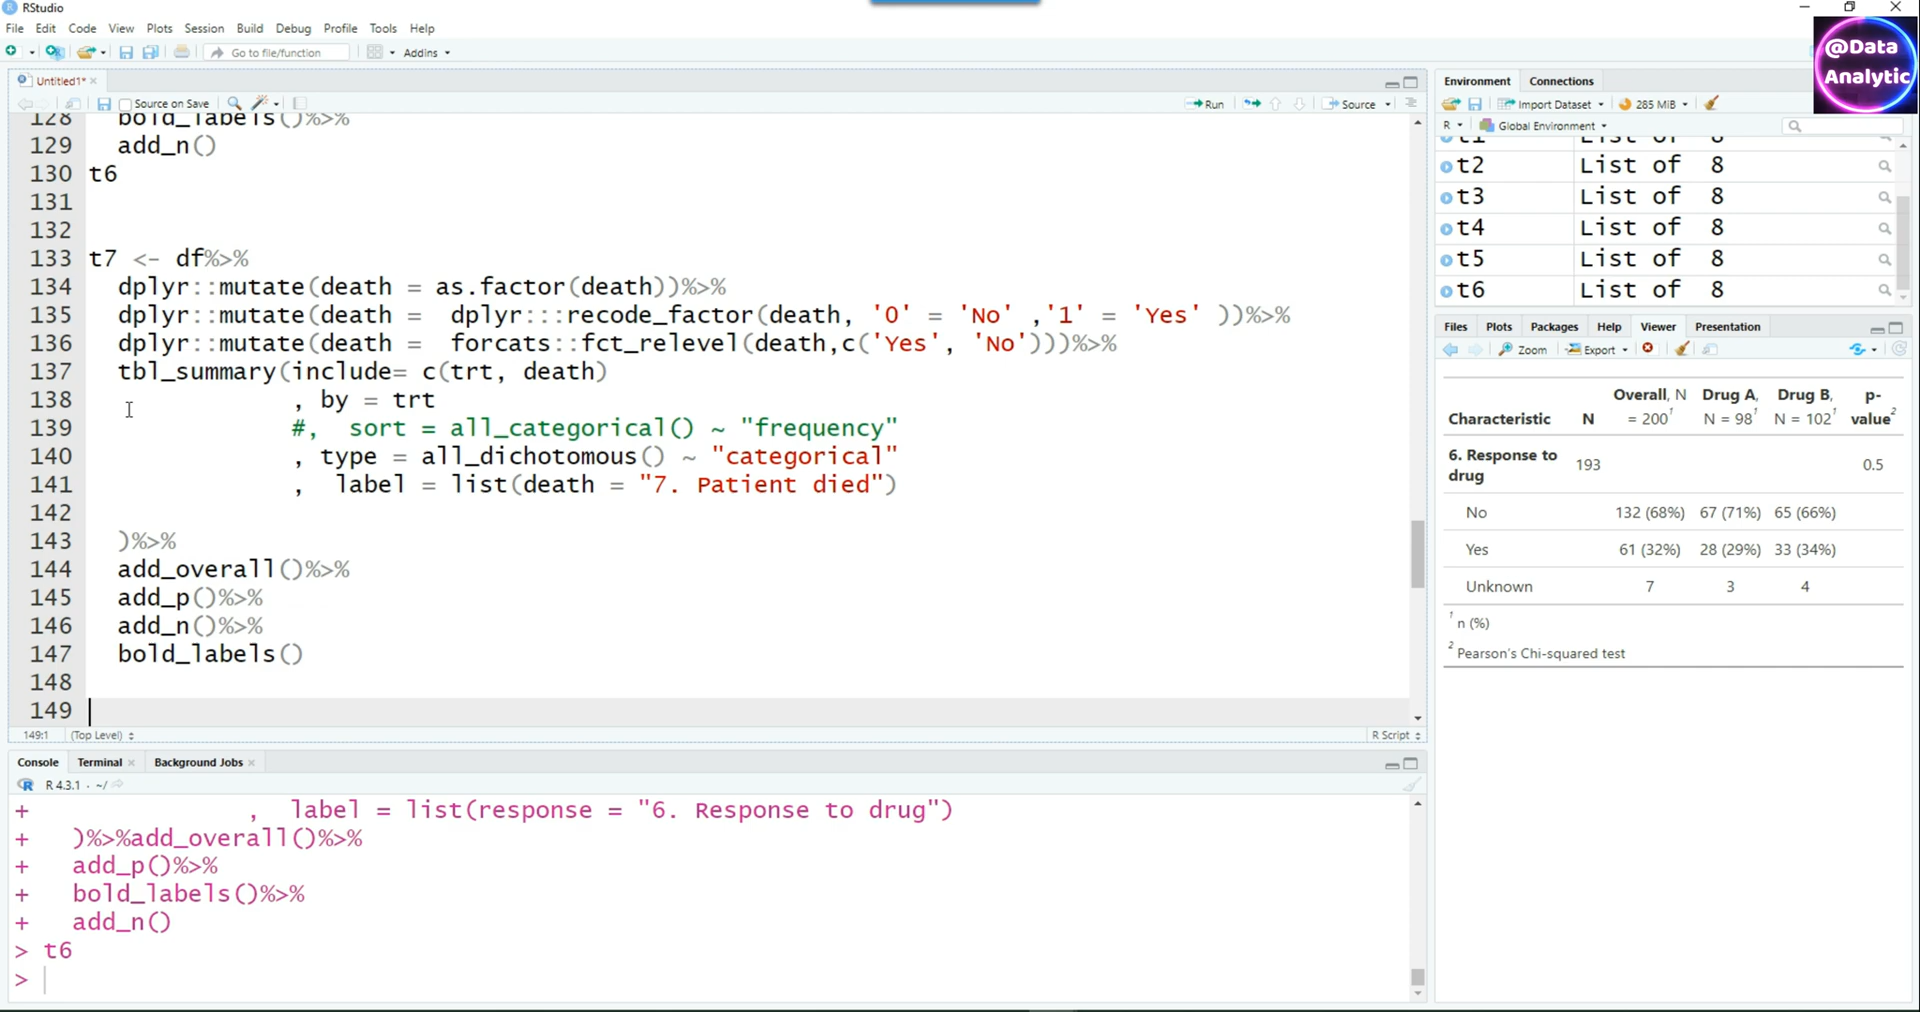 RStudio
File Edit Code View Plots Session Build Debug Profile Tools Help
Go to file/function Addins
@Data
Analytic
Untitled1*
Source on Save Run Source
128 bold_labels()%>%
129 add_n()
130 t6
131
132
133 t7 <- df%>%
134 dplyr::mutate(death = as.factor(death))%>%
135 dplyr::mutate(death = dplyr:::recode_factor(death, '0' = 'No' ,'1' = 'Yes' ))%>%
136 dplyr::mutate(death = forcats::fct_relevel(death,c('Yes', 'No')))%>%
137 tbl_summary(include= c(trt, death)
138 , by = trt
139 #, sort = all_categorical() ~ "frequency"
140 , type = all_dichotomous() ~ "categorical"
141 , label = list(death = "7. Patient died")
142
143 )%>%
144 add_overall()%>%
145 add_p()%>%
146 add_n()%>%
147 bold_labels()
148
149
149:1 (Top Level) R Script
Console Terminal Background Jobs
R 4.3.1 · ~/
+ , label = list(response = "6. Response to drug")
+ )%>%add_overall()%>%
+ add_p()%>%
+ bold_labels()%>%
+ add_n()
> t6
>
Environment Connections
Import Dataset 285 MiB
R Global Environment
t1 List of 8
t2 List of 8
t3 List of 8
t4 List of 8
t5 List of 8
t6 List of 8
Files Plots Packages Help Viewer Presentation
Zoom Export
Characteristic N Overall, N = 200¹ Drug A, N = 98¹ Drug B, N = 102¹ p-value²
6. Response to drug 193 0.5
No 132 (68%) 67 (71%) 65 (66%)
Yes 61 (32%) 28 (29%) 33 (34%)
Unknown 7 3 4
¹ n (%)
² Pearson's Chi-squared test